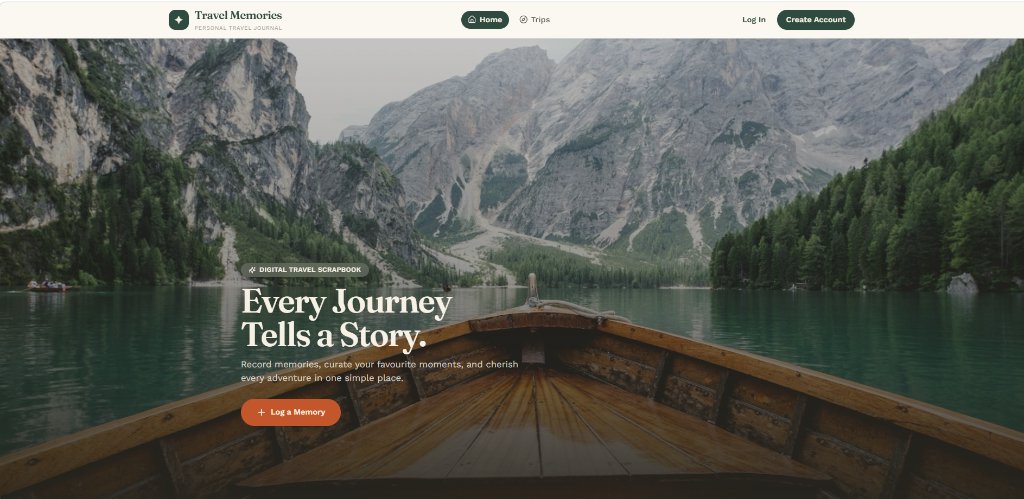 Travel Memories
PERSONAL TRAVEL JOURNAL
Home
Trips
Log In
Create Account
DIGITAL TRAVEL SCRAPBOOK
Every Journey
Tells a Story.
Record memories, curate your favourite moments, and cherish
every adventure in one simple place.
Log a Memory